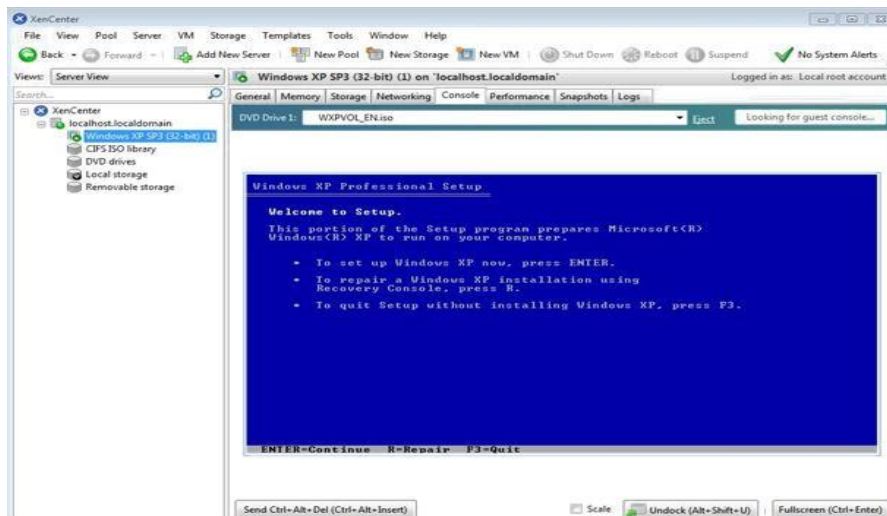 XenCenter
File View Pool Server VM Storage Templates Tools Window Help
Back Forward Add New Server New Pool New Storage New VM Shut Down Reboot Suspend No System Alerts
Views: Server View
Windows XP SP3 (32-bit) (1) on 'localhost.localdomain'
Logged in as: Local root account
Search...
General Memory Storage Networking Console Performance Snapshots Logs
XenCenter
localhost.localdomain
Windows XP SP3 (32-bit) (1)
CIFS ISO library
DVD drives
Local storage
Removable storage
DVD Drive 1: WXPVOL_EN.iso Eject Looking for guest console...
Windows XP Professional Setup
Welcome to Setup.
This portion of the Setup program prepares Microsoft(R)
Windows(R) XP to run on your computer.
• To set up Windows XP now, press ENTER.
• To repair a Windows XP installation using
Recovery Console, press R.
• To quit Setup without installing Windows XP, press F3.
ENTER=Continue R=Repair F3=Quit
Send Ctrl+Alt+Del (Ctrl+Alt+Insert) Scale Undock (Alt+Shift+U) Fullscreen (Ctrl+Enter)